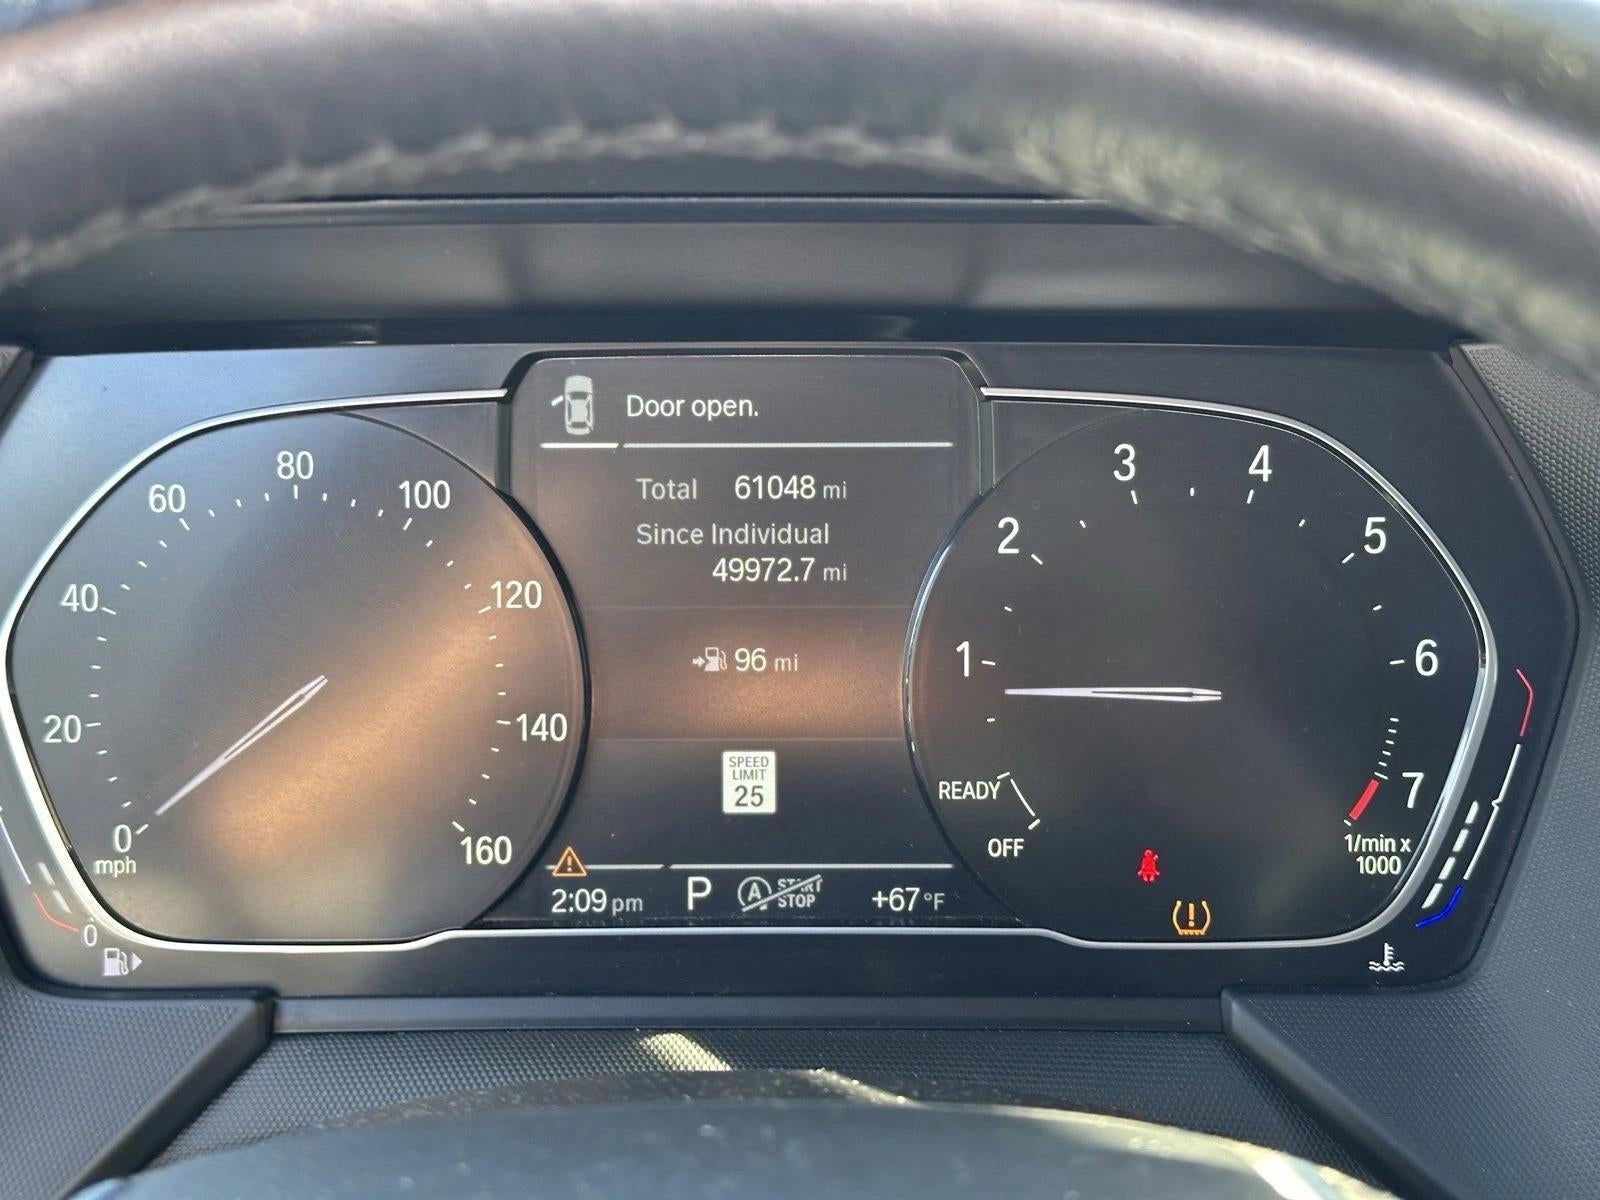 Door open.
Total 61048 mi
Since Individual
49972.7 mi
96 mi
SPEED
LIMIT
25
2:09 pm P A START STOP +67 °F
0 20 40 60 80 100 120 140 160
mph
0
READY
OFF
1 2 3 4 5 6 7
1/min x
1000